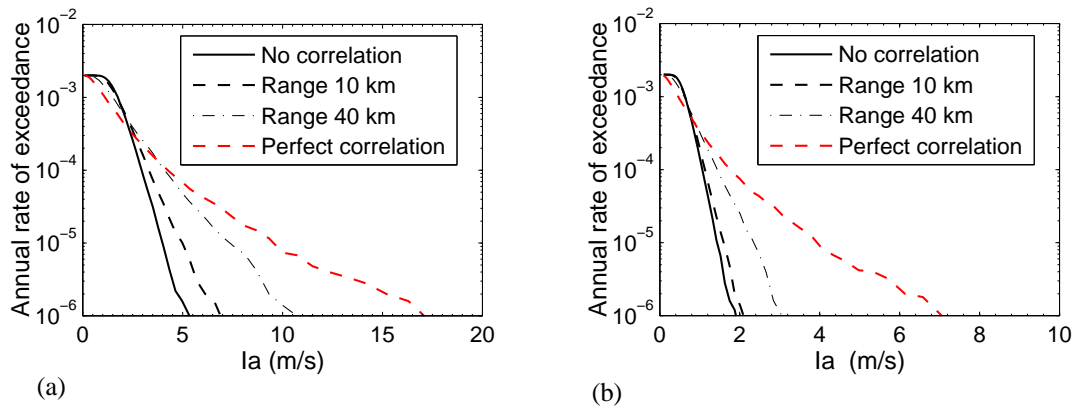 10⁻²
10⁻³
10⁻⁴
10⁻⁵
10⁻⁶
Annual rate of exceedance
No correlation
Range 10 km
Range 40 km
Perfect correlation
0 5 10 15 20
Ia (m/s)
(a)
10⁻²
10⁻³
10⁻⁴
10⁻⁵
10⁻⁶
Annual rate of exceedance
No correlation
Range 10 km
Range 40 km
Perfect correlation
0 2 4 6 8 10
Ia (m/s)
(b)